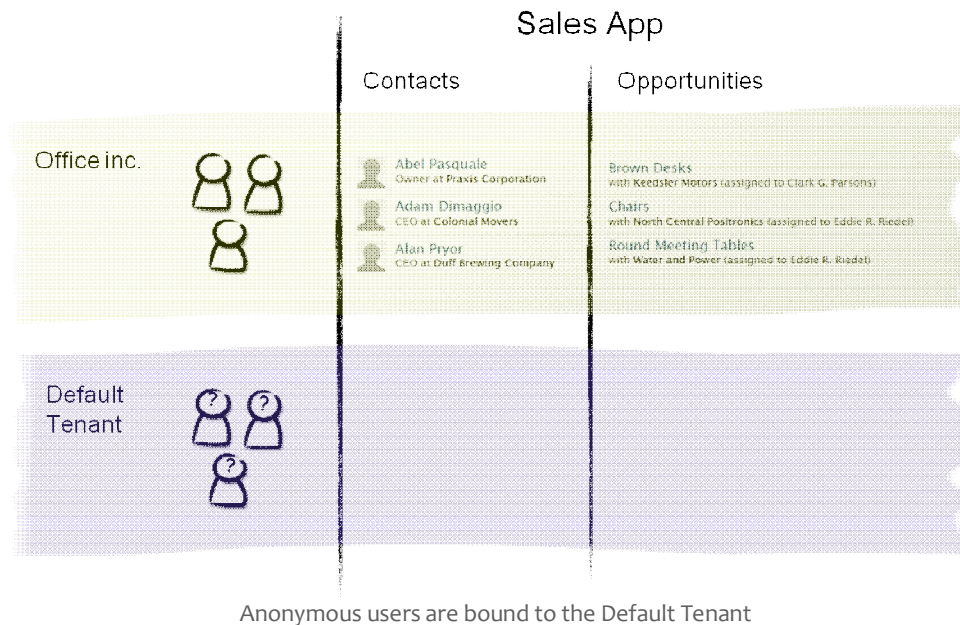 Sales App
Contacts
Opportunities
Office inc.
Abel Pasquale
Owner at Praxis Corporation
Adam Dimaggio
CEO at Colonial Movers
Alan Pryor
CEO at Duff Brewing Company
Brown Desks
with Keedsler Motors (assigned to Clark G. Parsons)
Chairs
with North Central Positronics (assigned to Eddie R. Riedel)
Round Meeting Tables
with Water and Power (assigned to Eddie R. Riedel)
Default
Tenant
? ?
?
Anonymous users are bound to the Default Tenant